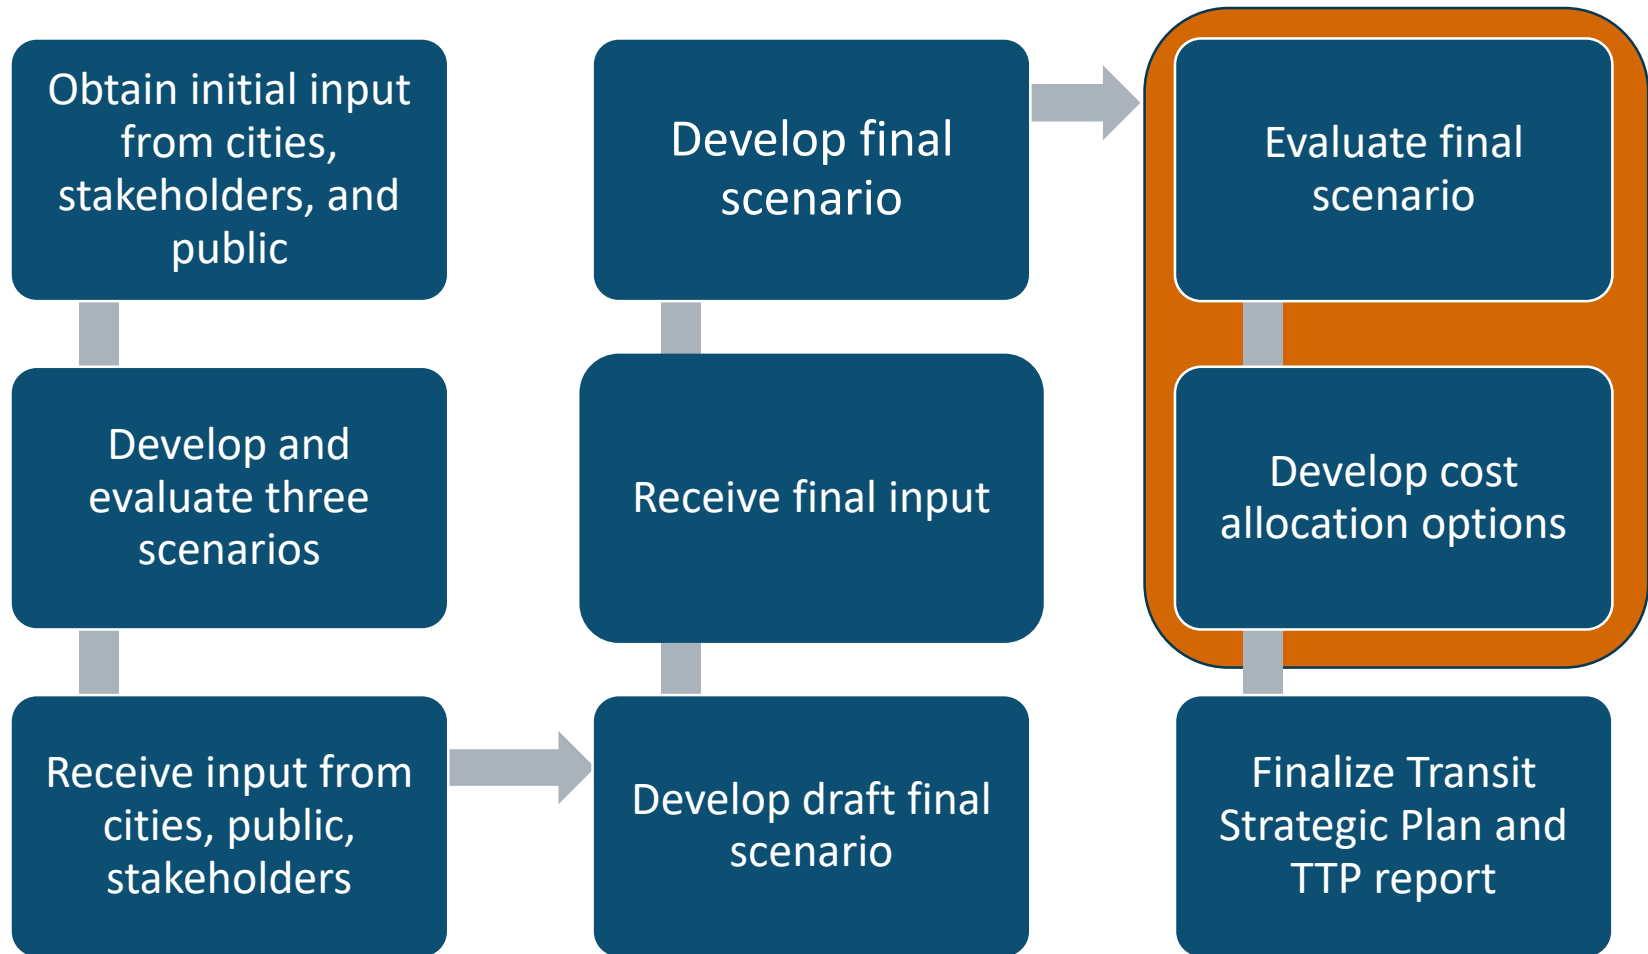 Obtain initial input
from cities,
stakeholders, and
public
Develop and
evaluate three
scenarios
Receive input from
cities, public,
stakeholders
Develop draft final
scenario
Receive final input
Develop final
scenario
Evaluate final
scenario
Develop cost
allocation options
Finalize Transit
Strategic Plan and
TTP report